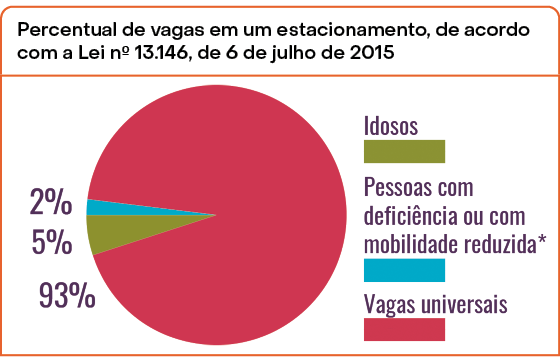 Percentual de vagas em um estacionamento, de acordo
com a Lei nº 13.146, de 6 de julho de 2015
Idosos
Pessoas com
deficiência ou com
mobilidade reduzida*
Vagas universais
2%
5%
93%